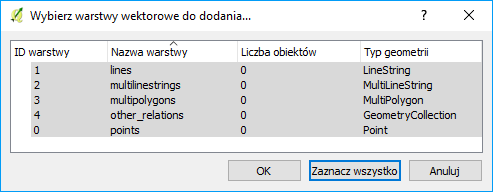 Wybierz warstwy wektorowe do dodania...
ID warstwy Nazwa warstwy Liczba obiektów Typ geometrii
1 lines 0 LineString
2 multilinestrings 0 MultiLineString
3 multipolygons 0 MultiPolygon
4 other_relations 0 GeometryCollection
0 points 0 Point
OK Zaznacz wszystko Anuluj